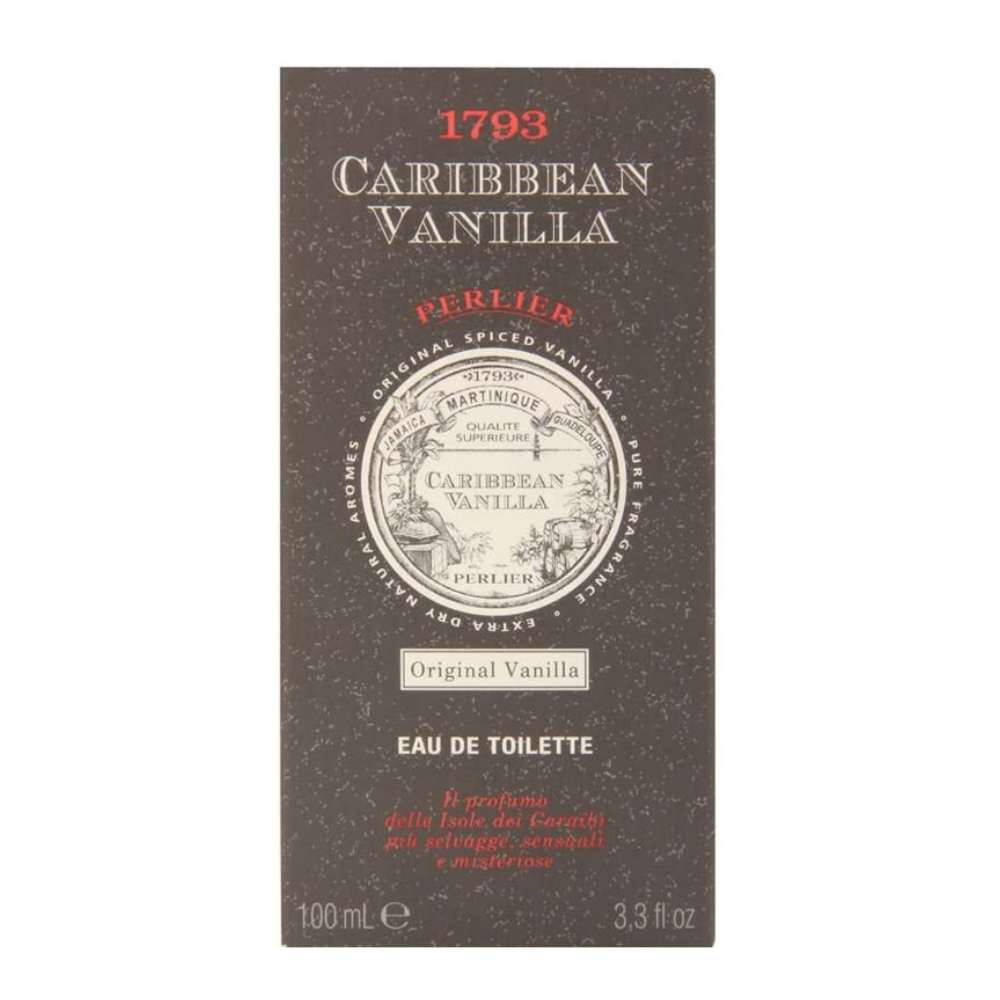 1793
CARIBBEAN
VANILLA
PERLIER
ORIGINAL SPICED VANILLA ° PURE FRAGRANCE ° EXTRA DRY NATURAL AROMES °
1793
JAMAICA MARTINIQUE GUADELOUPE
QUALITE
SUPERIEURE
CARIBBEAN
VANILLA
PERLIER
Original Vanilla
EAU DE TOILETTE
Il profumo
delle Isole dei Caraibi
più selvagge, sensuali
e misteriose
100 mL ℮ 3,3 fl oz